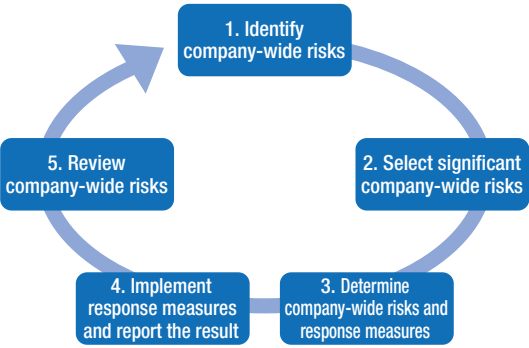 1. Identify
company-wide risks
2. Select significant
company-wide risks
3. Determine
company-wide risks and
response measures
4. Implement
response measures
and report the result
5. Review
company-wide risks